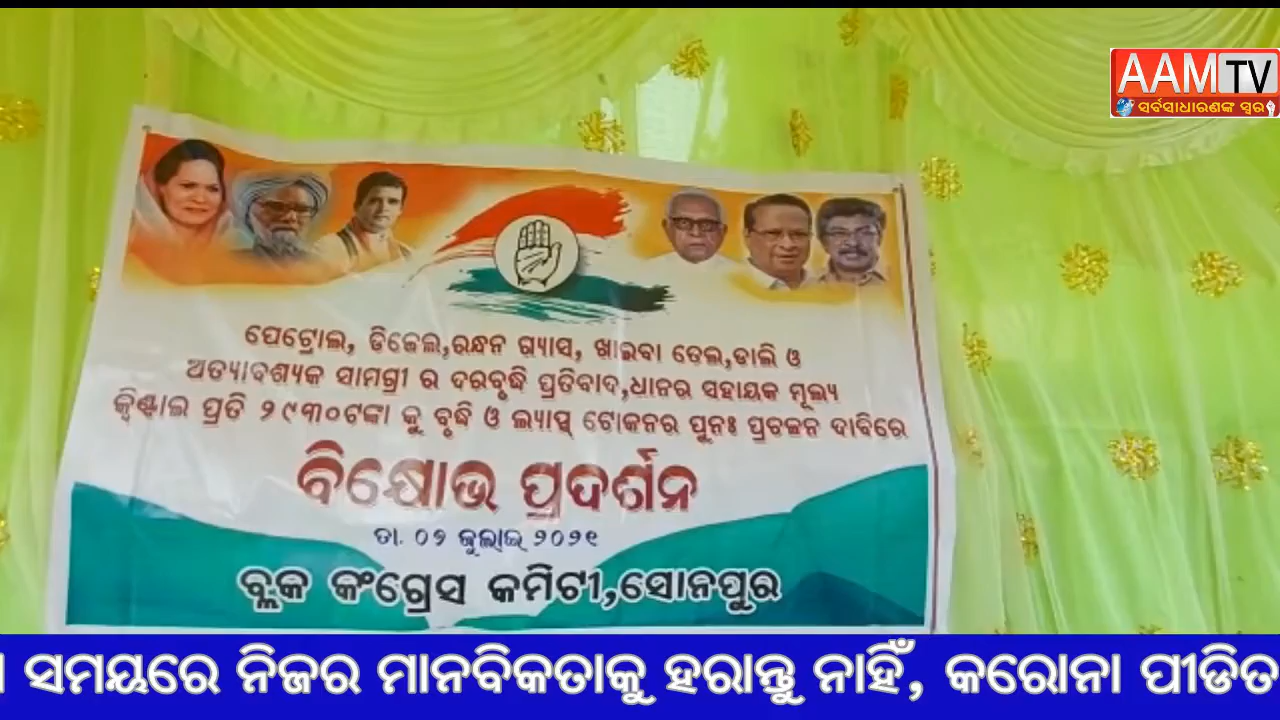 AAM TV
ସର୍ବସାଧାରଣଙ୍କ ସ୍ୱର
ପେଟ୍ରୋଲ, ଡିଜେଲ,ରନ୍ଧନ ଗ୍ୟାସ, ଖାଇବା ତେଲ,ଡାଲି ଓ
ଅତ୍ୟାବଶ୍ୟକ ସାମଗ୍ରୀ ର ଦରବୃଦ୍ଧି ପ୍ରତିବାଦ,ଧାନର ସହାୟକ ମୂଲ୍ୟ
କ୍ୱିଣ୍ଟାଲ ପ୍ରତି ୨୯୩୦ଟଙ୍କା କୁ ବୃଦ୍ଧି ଓ ଲ୍ୟାପ୍ସ ଟୋକନର ପୁନଃ ପ୍ରଚଳନ ଦାବିରେ
ବିକ୍ଷୋଭ ପ୍ରଦର୍ଶନ
ତା. ୦୨ ଜୁଲାଇ ୨୦୨୧
ବ୍ଲକ କଂଗ୍ରେସ କମିଟୀ,ସୋନପୁର
ସମୟରେ ନିଜର ମାନବିକତାକୁ ହରାନ୍ତୁ ନାହିଁ, କରୋନା ପୀଡିତ